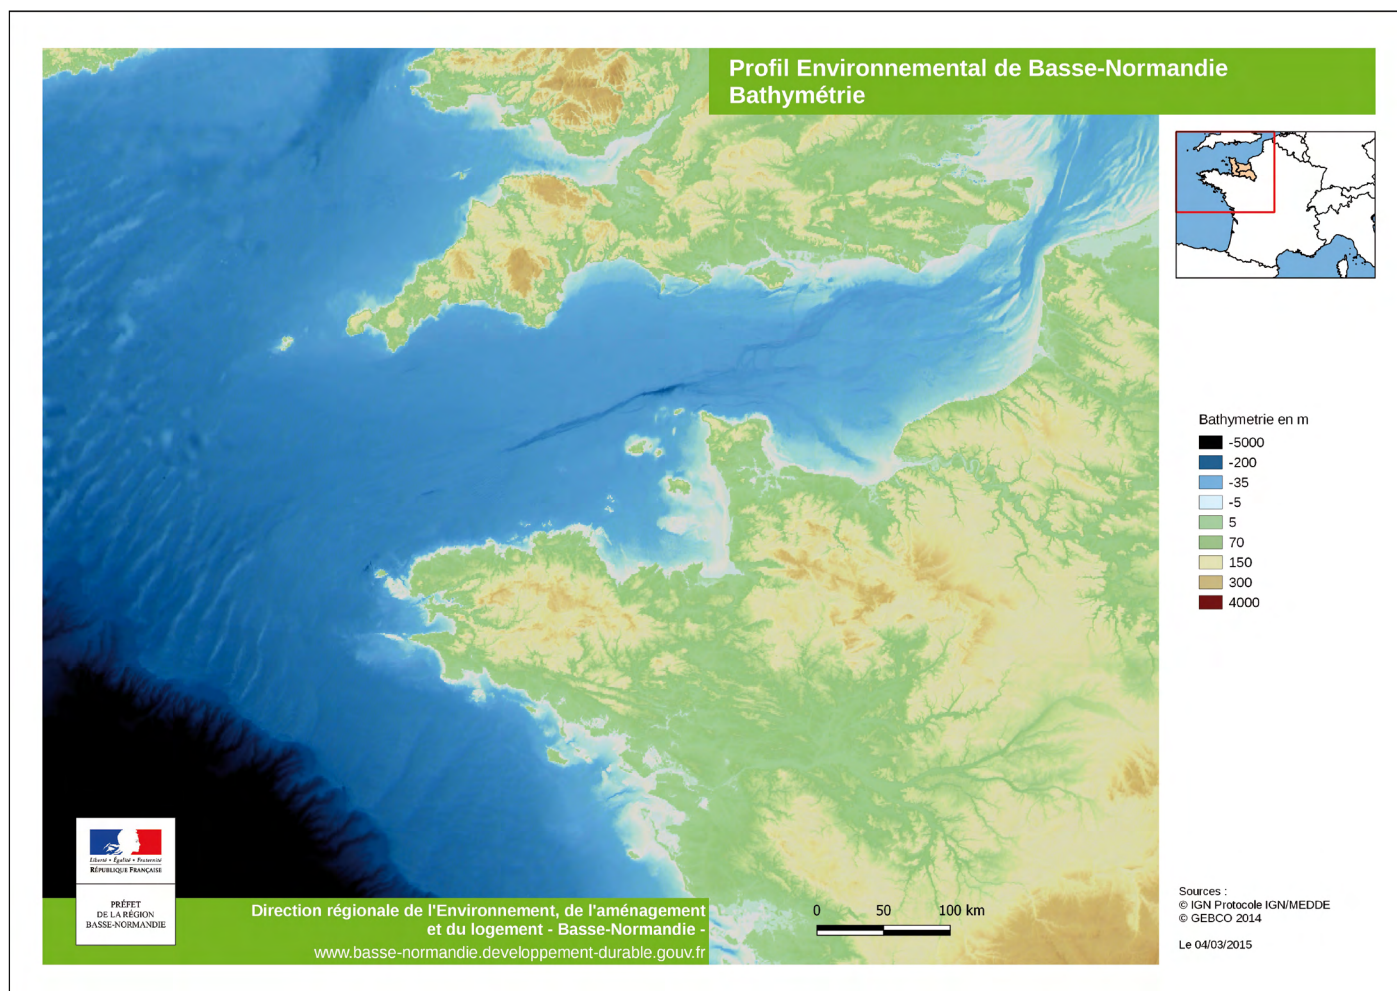 Profil Environnemental de Basse-Normandie
Bathymétrie
Bathymetrie en m
-5000
-200
-35
-5
5
70
150
300
4000
Liberté • Égalité • Fraternité
RÉPUBLIQUE FRANÇAISE
PRÉFET
DE LA RÉGION
BASSE-NORMANDIE
Direction régionale de l'Environnement, de l'aménagement
et du logement - Basse-Normandie -
www.basse-normandie.developpement-durable.gouv.fr
0 50 100 km
Sources :
© IGN Protocole IGN/MEDDE
© GEBCO 2014
Le 04/03/2015